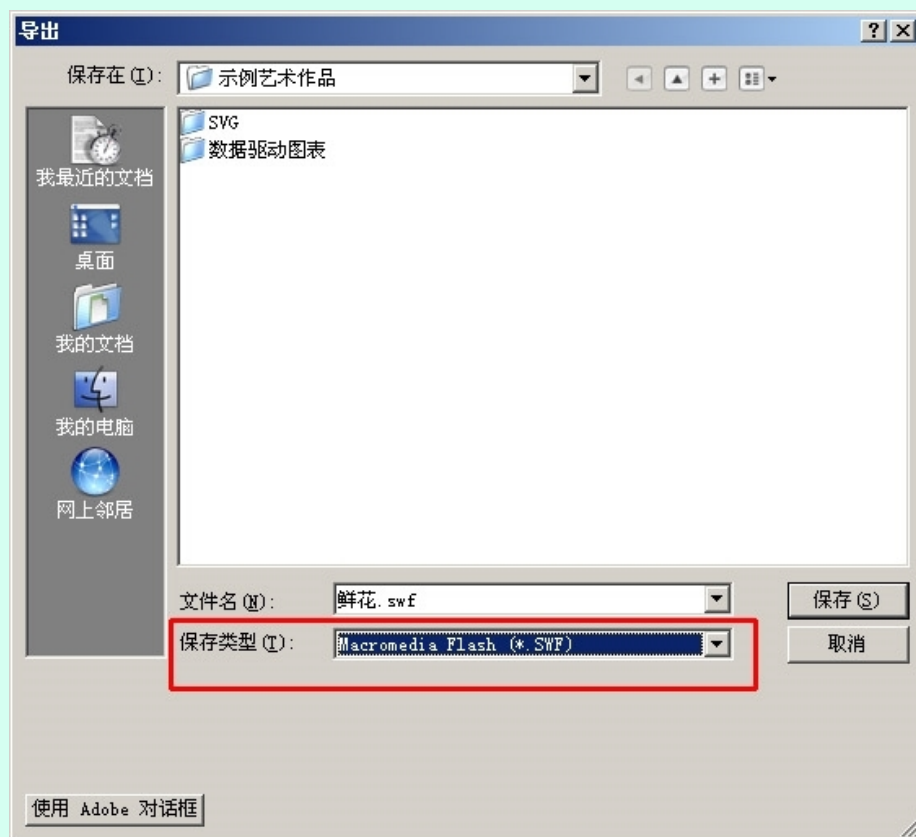 导出
保存在(I):
示例艺术作品
SVG
数据驱动图表
我最近的文档
桌面
我的文档
我的电脑
网上邻居
文件名(N):
鲜花.swf
保存(S)
保存类型(T):
Macromedia Flash (*.SWF)
取消
使用 Adobe 对话框